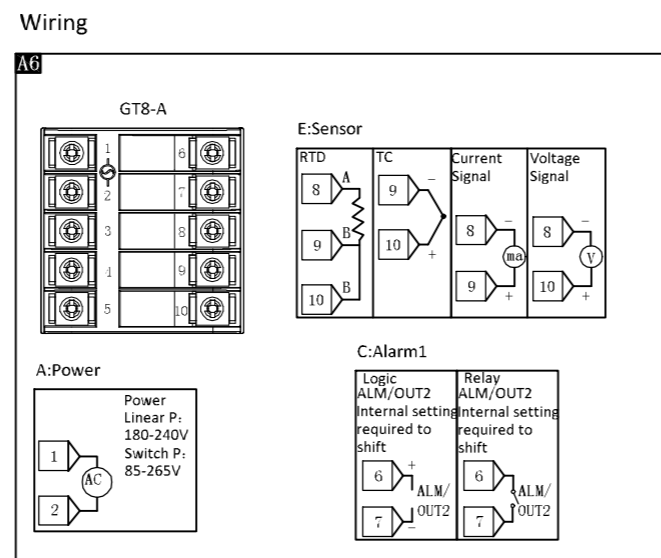 Wiring
A6
GT8-A
1
2
3
4
5
6
7
8
9
10
E:Sensor
RTD
8
A
9
B
10
B
TC
9
−
10
+
Current
Signal
8
−
ma
9
+
Voltage
Signal
8
−
V
10
+
A:Power
Power
Linear P:
180-240V
Switch P:
85-265V
1
AC
2
C:Alarm1
Logic
ALM/OUT2
Internal setting
required to
shift
6
+
ALM/
OUT2
7
−
Relay
ALM/OUT2
Internal setting
required to
shift
6
ALM/
OUT2
7